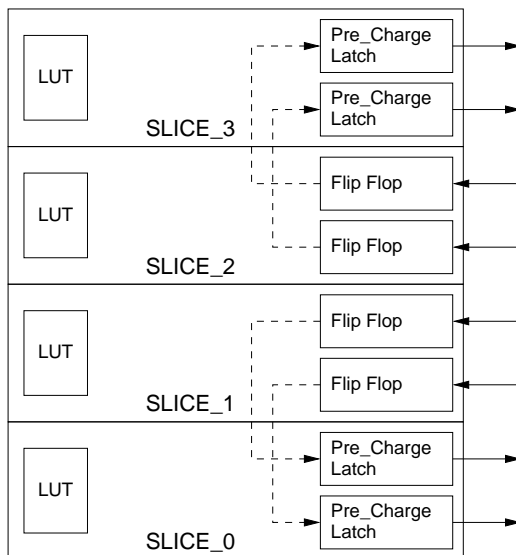 Pre_Charge
Latch
LUT
Pre_Charge
Latch
SLICE_3
Flip Flop
LUT
Flip Flop
SLICE_2
Flip Flop
LUT
Flip Flop
SLICE_1
Pre_Charge
Latch
LUT
Pre_Charge
Latch
SLICE_0